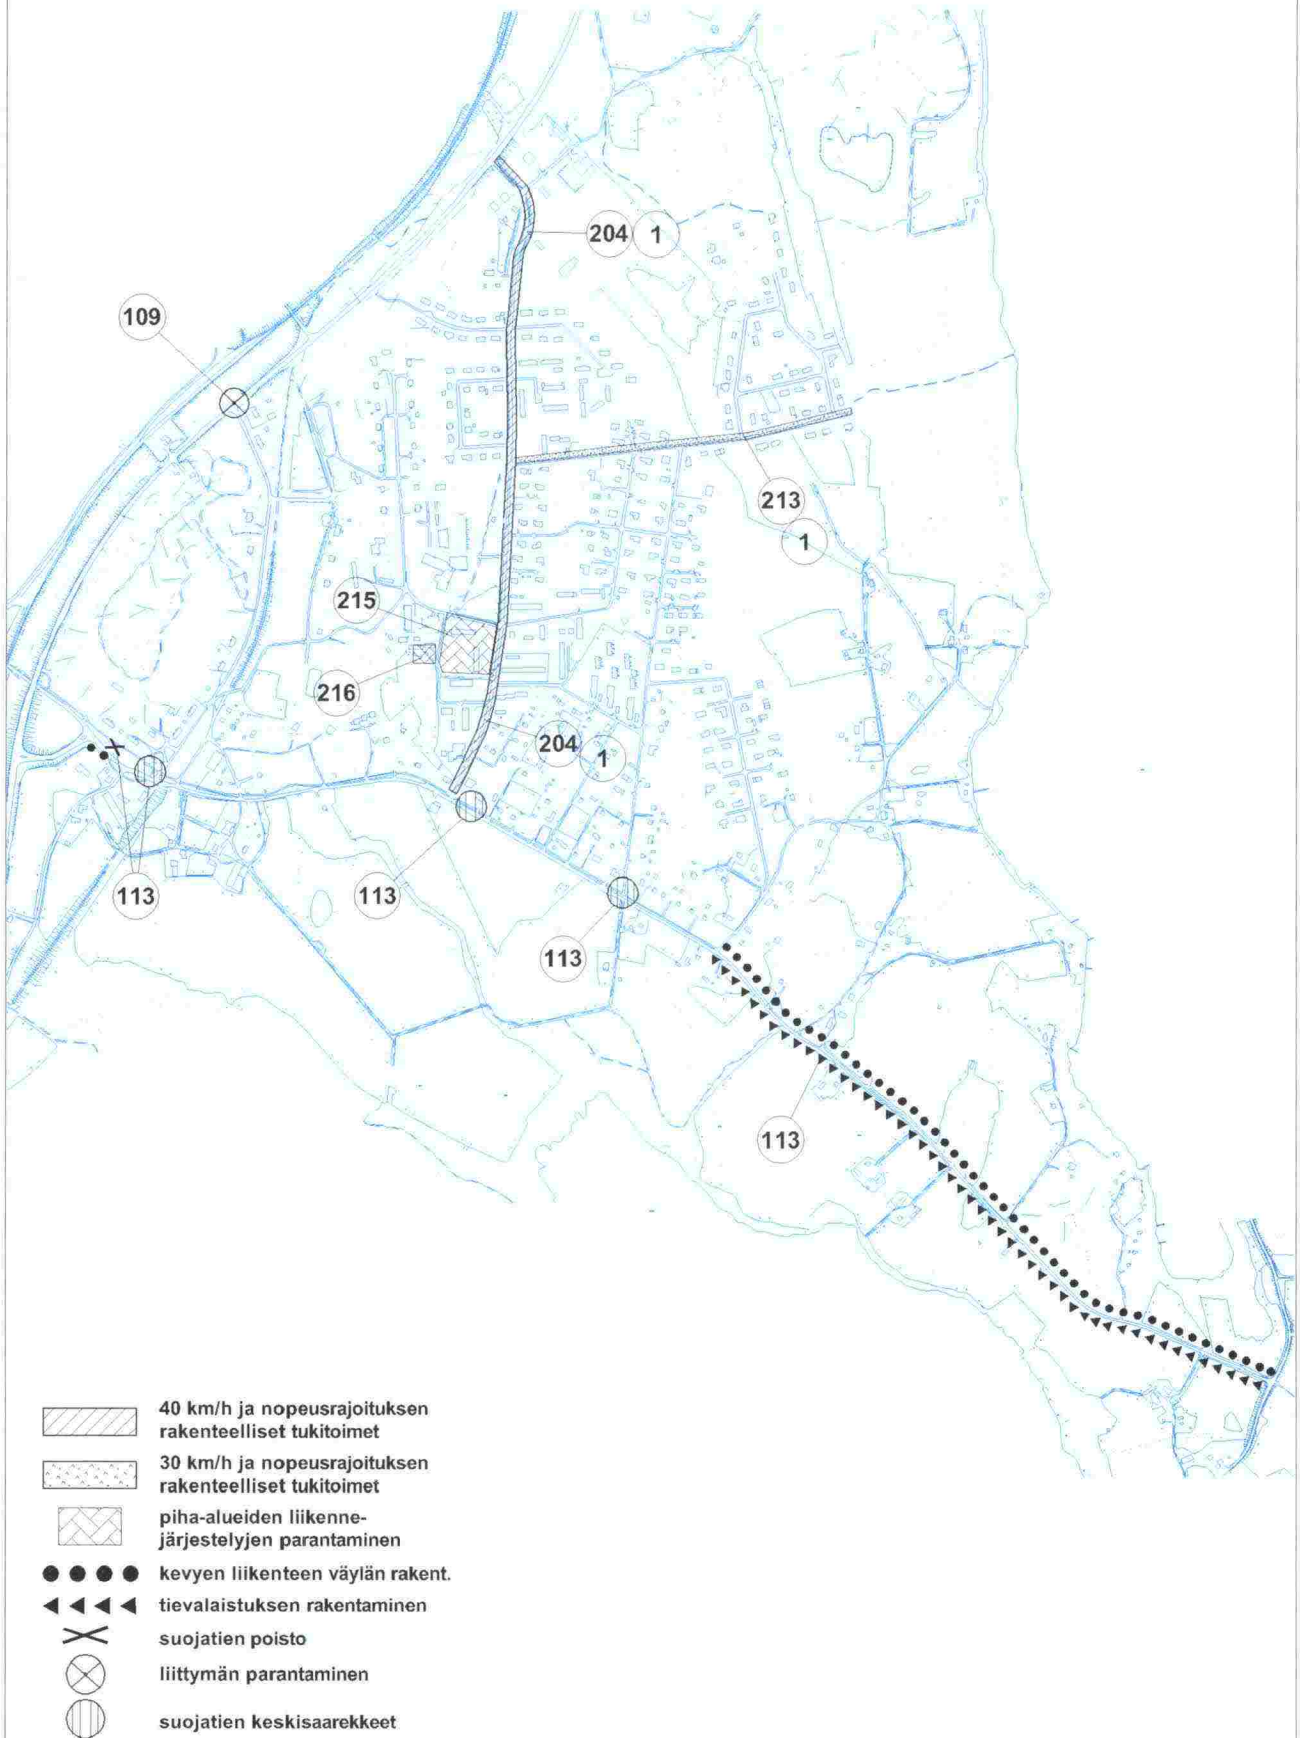 204 1
109
213
1
215
216
204 1
113
113
113
113
40 km/h ja nopeusrajoituksen
rakenteelliset tukitoimet
30 km/h ja nopeusrajoituksen
rakenteelliset tukitoimet
piha-alueiden liikenne-
järjestelyjen parantaminen
kevyen liikenteen väylän rakent.
tievalaistuksen rakentaminen
suojatien poisto
liittymän parantaminen
suojatien keskisaarekkeet